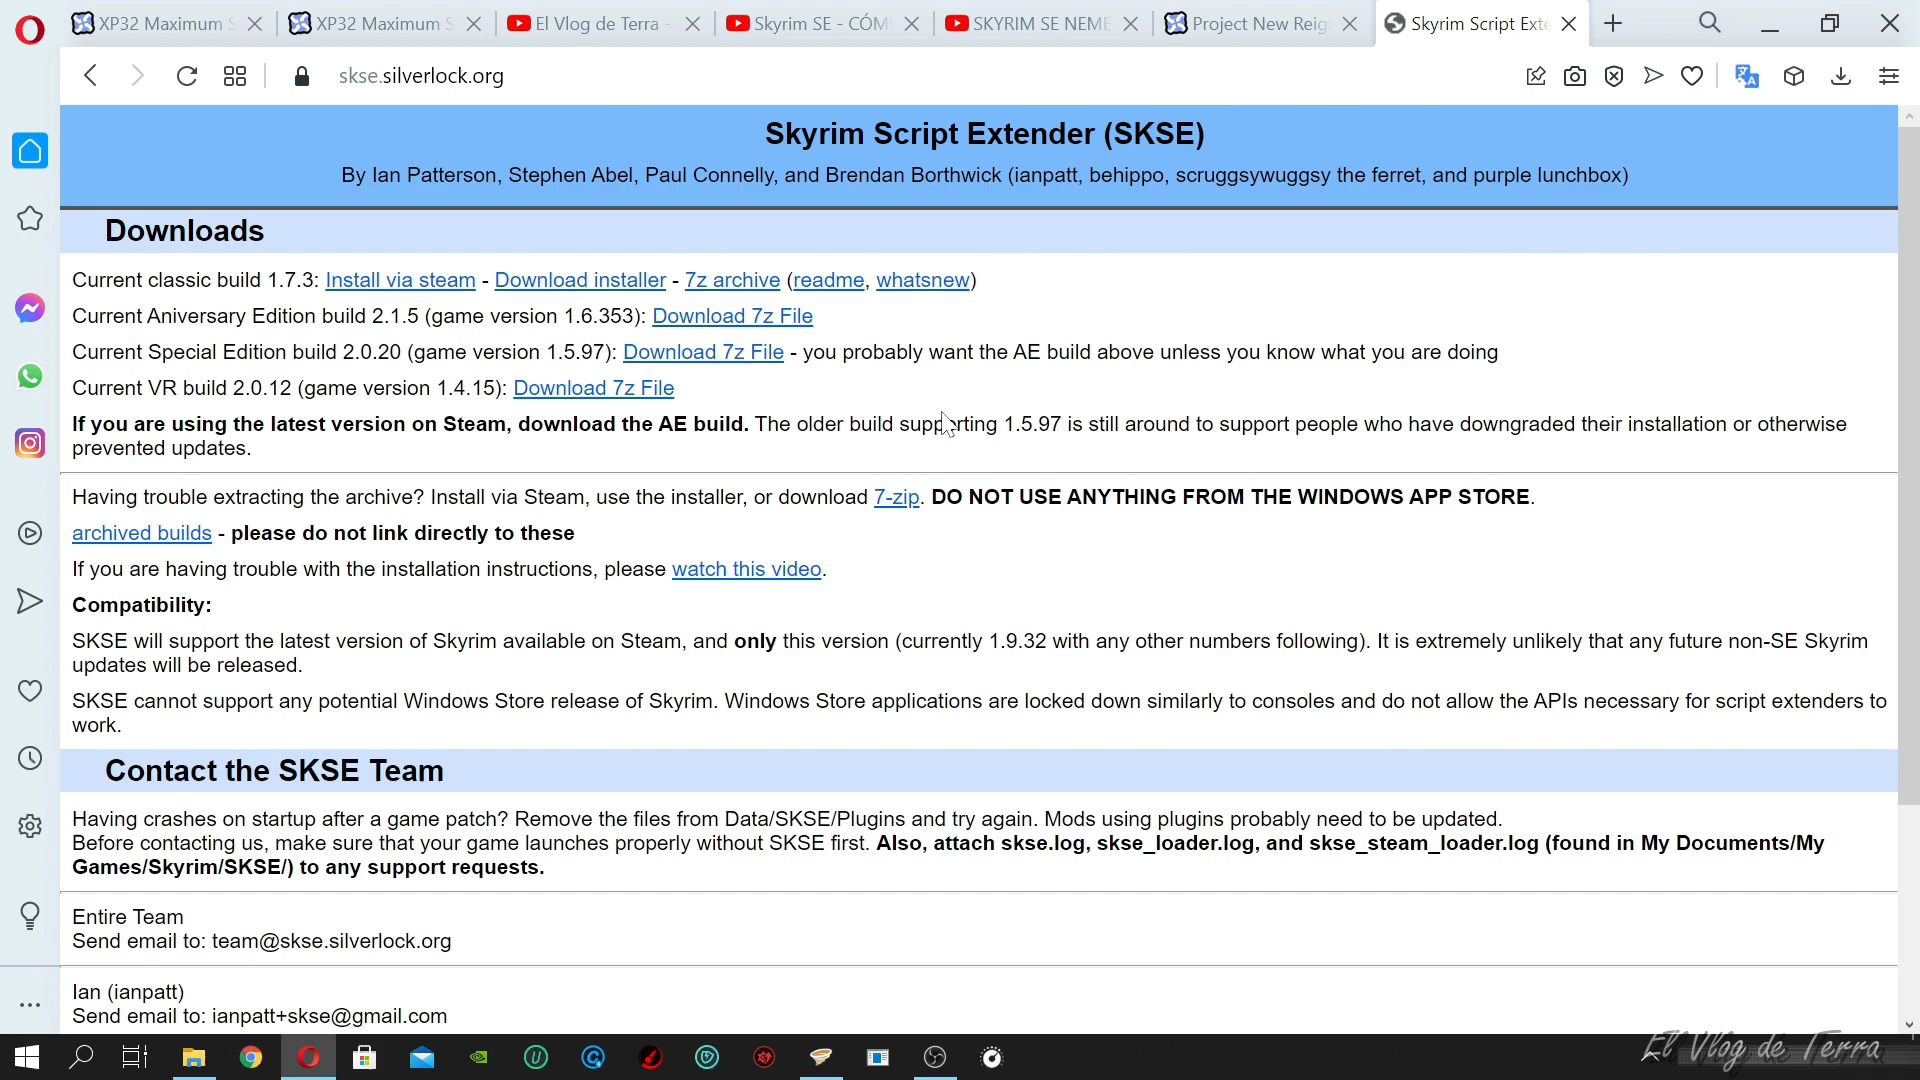 XP32 Maximum S
XP32 Maximum S
El Vlog de Terra -
Skyrim SE - CÓM
SKYRIM SE NEME
Project New Reig
Skyrim Script Exte
skse.silverlock.org
Skyrim Script Extender (SKSE)
By Ian Patterson, Stephen Abel, Paul Connelly, and Brendan Borthwick (ianpatt, behippo, scruggsywuggsy the ferret, and purple lunchbox)
Downloads
Current classic build 1.7.3: Install via steam - Download installer - 7z archive (readme, whatsnew)
Current Aniversary Edition build 2.1.5 (game version 1.6.353): Download 7z File
Current Special Edition build 2.0.20 (game version 1.5.97): Download 7z File - you probably want the AE build above unless you know what you are doing
Current VR build 2.0.12 (game version 1.4.15): Download 7z File
If you are using the latest version on Steam, download the AE build. The older build supporting 1.5.97 is still around to support people who have downgraded their installation or otherwise
prevented updates.
Having trouble extracting the archive? Install via Steam, use the installer, or download 7-zip. DO NOT USE ANYTHING FROM THE WINDOWS APP STORE.
archived builds - please do not link directly to these
If you are having trouble with the installation instructions, please watch this video.
Compatibility:
SKSE will support the latest version of Skyrim available on Steam, and only this version (currently 1.9.32 with any other numbers following). It is extremely unlikely that any future non-SE Skyrim
updates will be released.
SKSE cannot support any potential Windows Store release of Skyrim. Windows Store applications are locked down similarly to consoles and do not allow the APIs necessary for script extenders to
work.
Contact the SKSE Team
Having crashes on startup after a game patch? Remove the files from Data/SKSE/Plugins and try again. Mods using plugins probably need to be updated.
Before contacting us, make sure that your game launches properly without SKSE first. Also, attach skse.log, skse_loader.log, and skse_steam_loader.log (found in My Documents/My
Games/Skyrim/SKSE/) to any support requests.
Entire Team
Send email to: team@skse.silverlock.org
Ian (ianpatt)
Send email to: ianpatt+skse@gmail.com
El Vlog de Terra